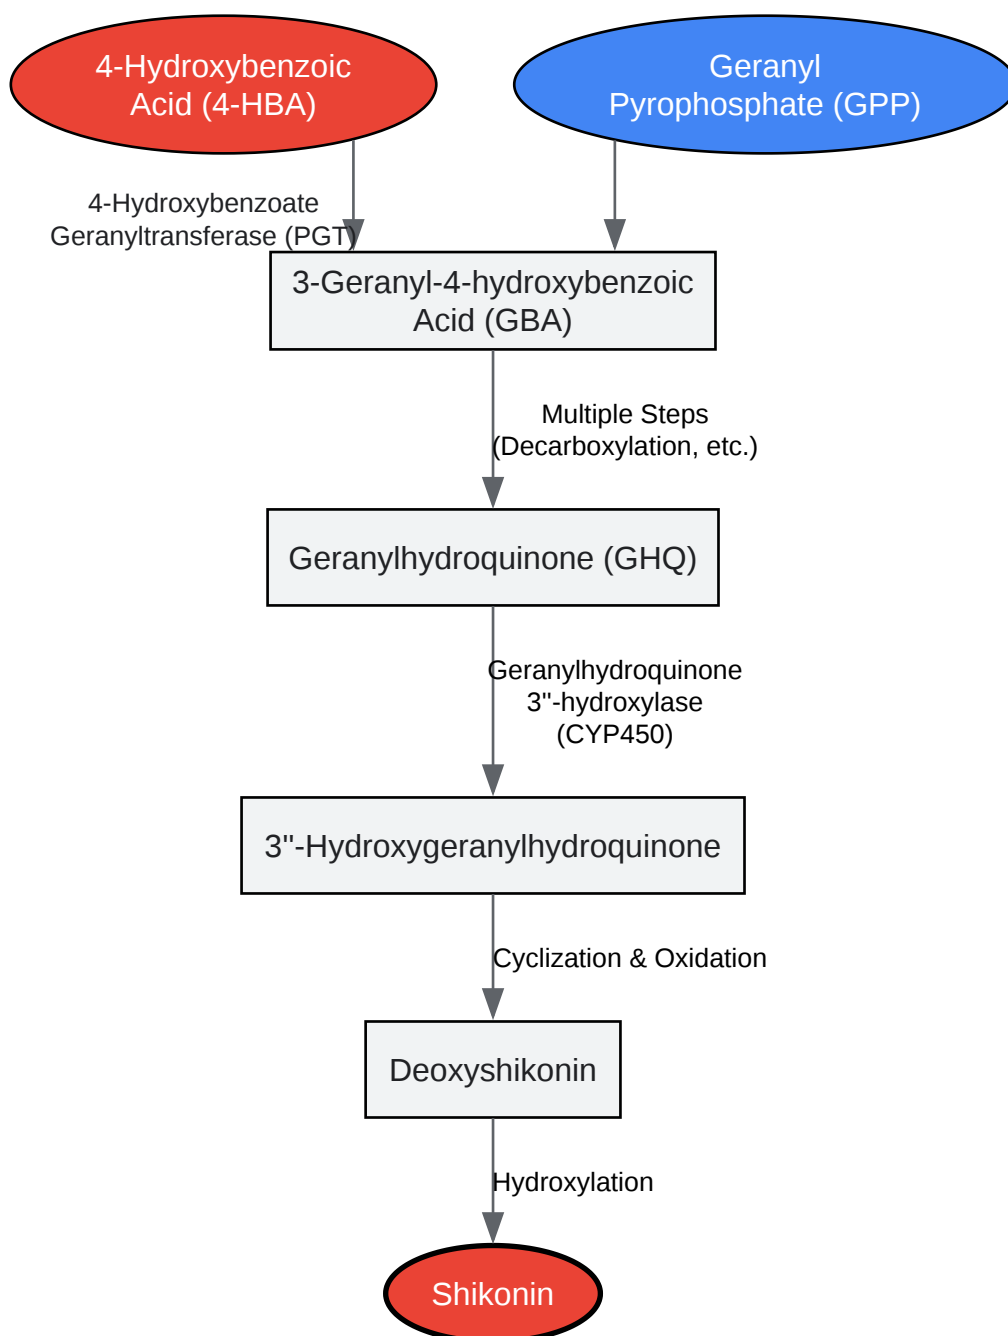 4-Hydroxybenzoic
Acid (4-HBA)
Geranyl
Pyrophosphate (GPP)
4-Hydroxybenzoate
Geranyltransferase (PGT)
3-Geranyl-4-hydroxybenzoic
Acid (GBA)
Multiple Steps
(Decarboxylation, etc.)
Geranylhydroquinone (GHQ)
Geranylhydroquinone
3''-hydroxylase
(CYP450)
3''-Hydroxygeranylhydroquinone
Cyclization & Oxidation
Deoxyshikonin
Hydroxylation
Shikonin